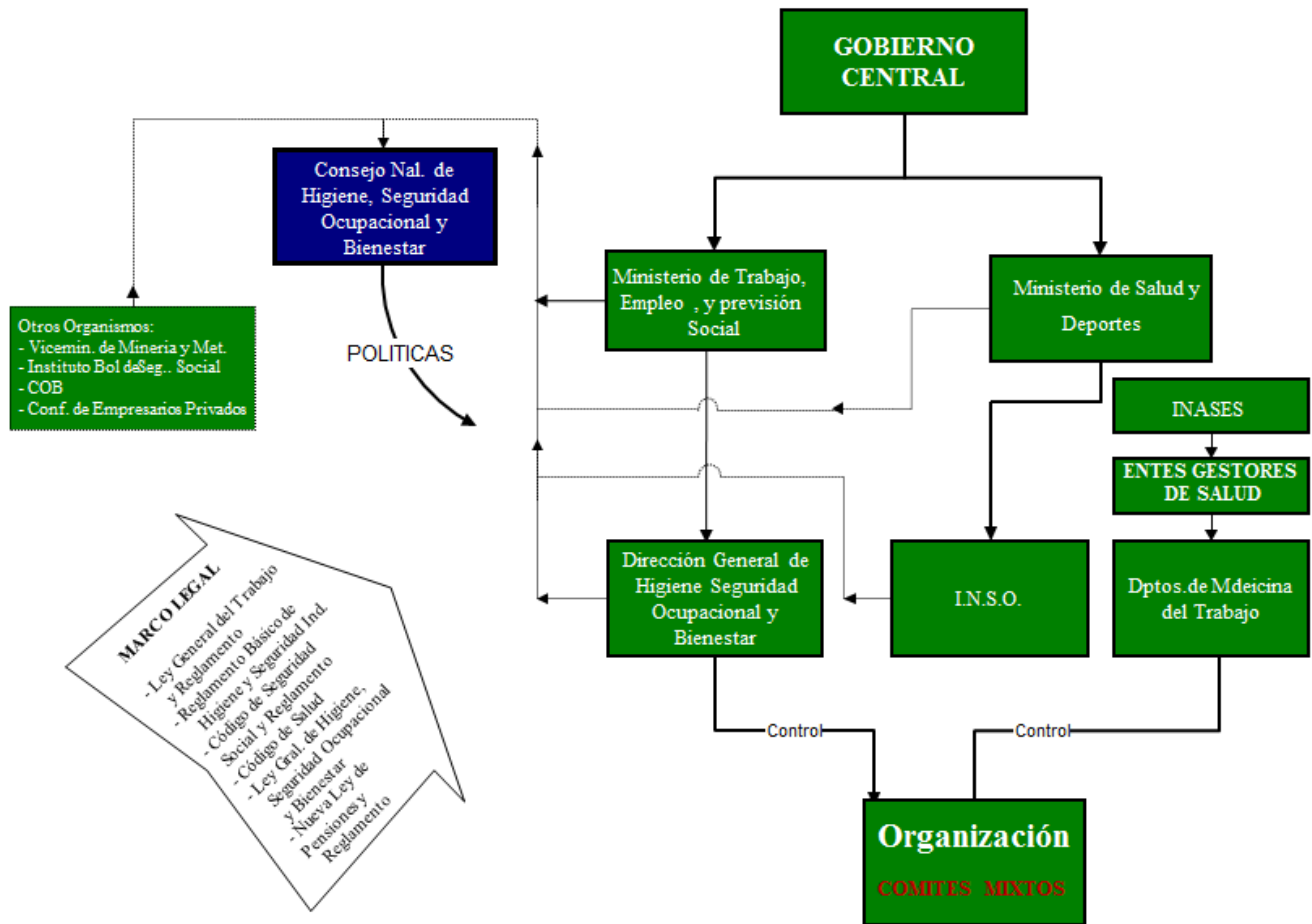 GOBIERNO
CENTRAL
Consejo Nal. de
Higiene, Seguridad
Ocupacional y
Bienestar
Ministerio de Trabajo,
Empleo , y previsión
Social
Ministerio de Salud y
Deportes
Otros Organismos:
- Vicemin. de Mineria y Met.
- Instituto Bol deSeg.. Social
- COB
- Conf. de Empresarios Privados
POLITICAS
INASES
ENTES GESTORES
DE SALUD
Dirección General de
Higiene Seguridad
Ocupacional y
Bienestar
I.N.S.O.
Dptos.de Mdeicina
del Trabajo
MARCO LEGAL
- Ley General del Trabajo
y Reglamento
- Reglamento Básico de
Higiene y Seguridad Ind.
- Código de Seguridad
Social y Reglamento
- Código de Salud
- Ley Gral. de Higiene,
Seguridad Ocupacional
y Bienestar
- Nueva Ley de
Pensiones y
Reglamento
Control
Control
Organización
COMITES MIXTOS